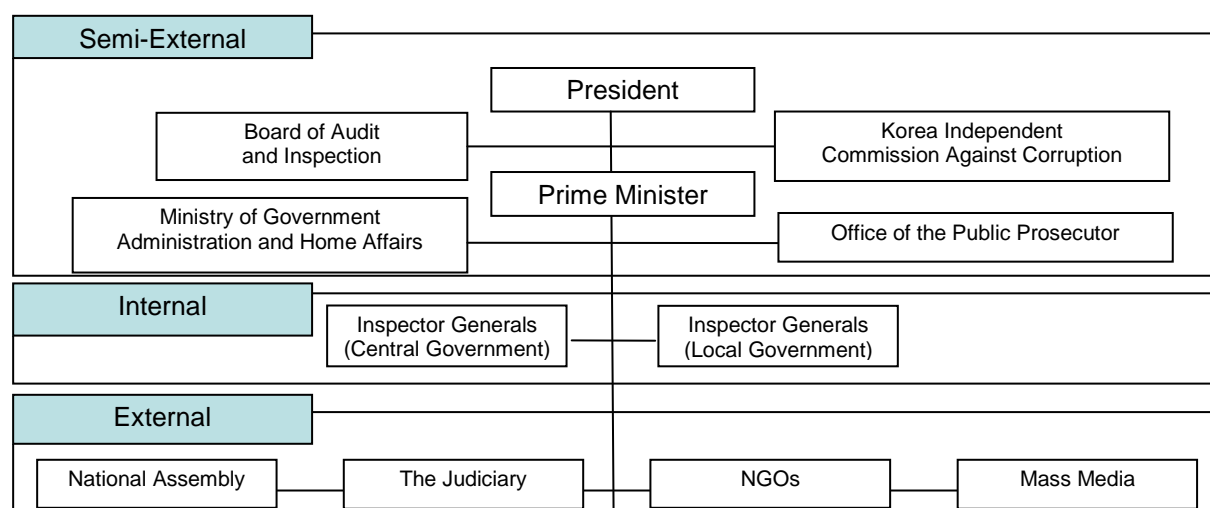 Semi-External
President
Board of Audit
and Inspection
Korea Independent
Commission Against Corruption
Prime Minister
Ministry of Government
Administration and Home Affairs
Office of the Public Prosecutor
Internal
Inspector Generals
(Central Government)
Inspector Generals
(Local Government)
External
National Assembly
The Judiciary
NGOs
Mass Media